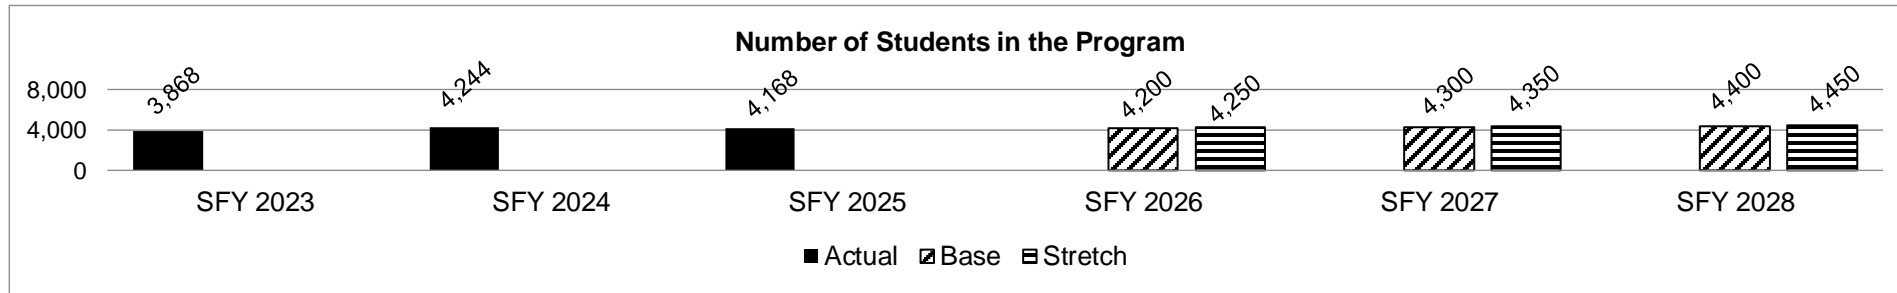 Number of Students in the Program
3,868
4,244
4,168
4,200
4,250
4,300
4,350
4,400
4,450
8,000
4,000
0
SFY 2023
SFY 2024
SFY 2025
SFY 2026
SFY 2027
SFY 2028
Actual
Base
Stretch